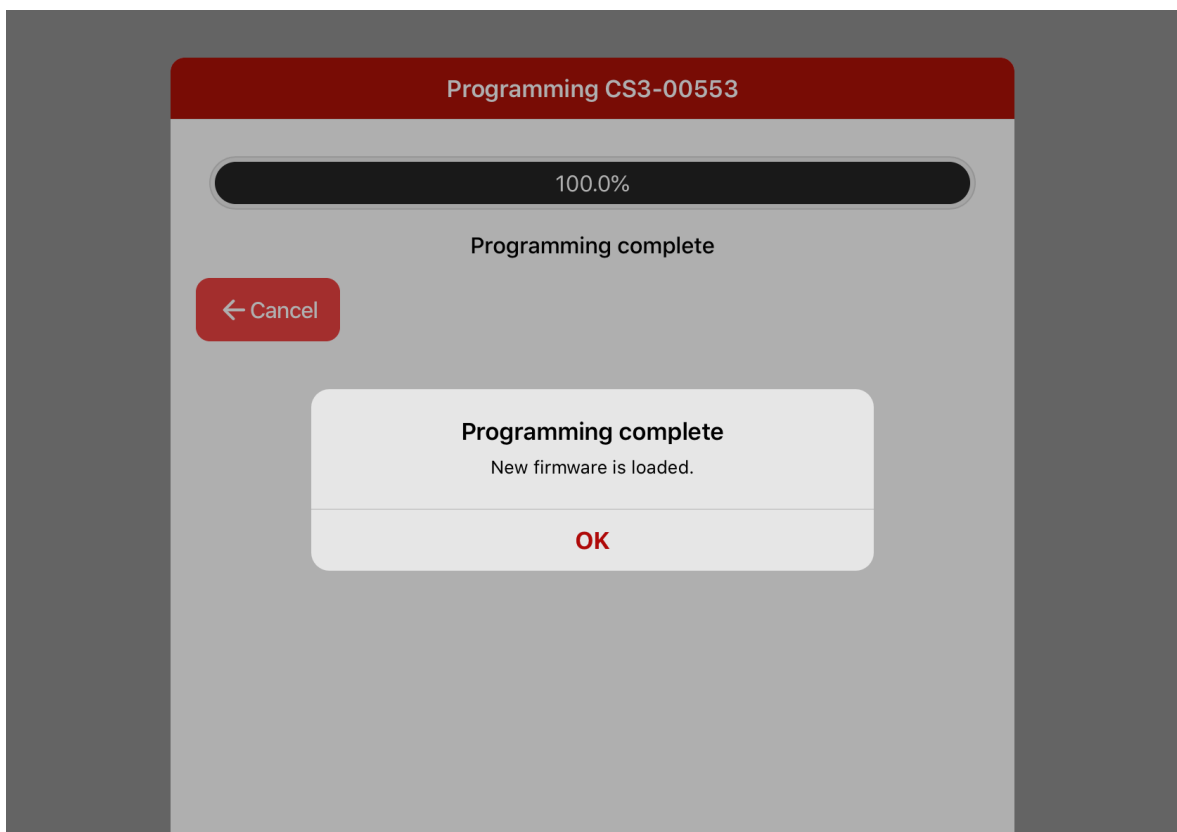 Programming CS3-00553
100.0%
Programming complete
Cancel
Programming complete
New firmware is loaded.
OK